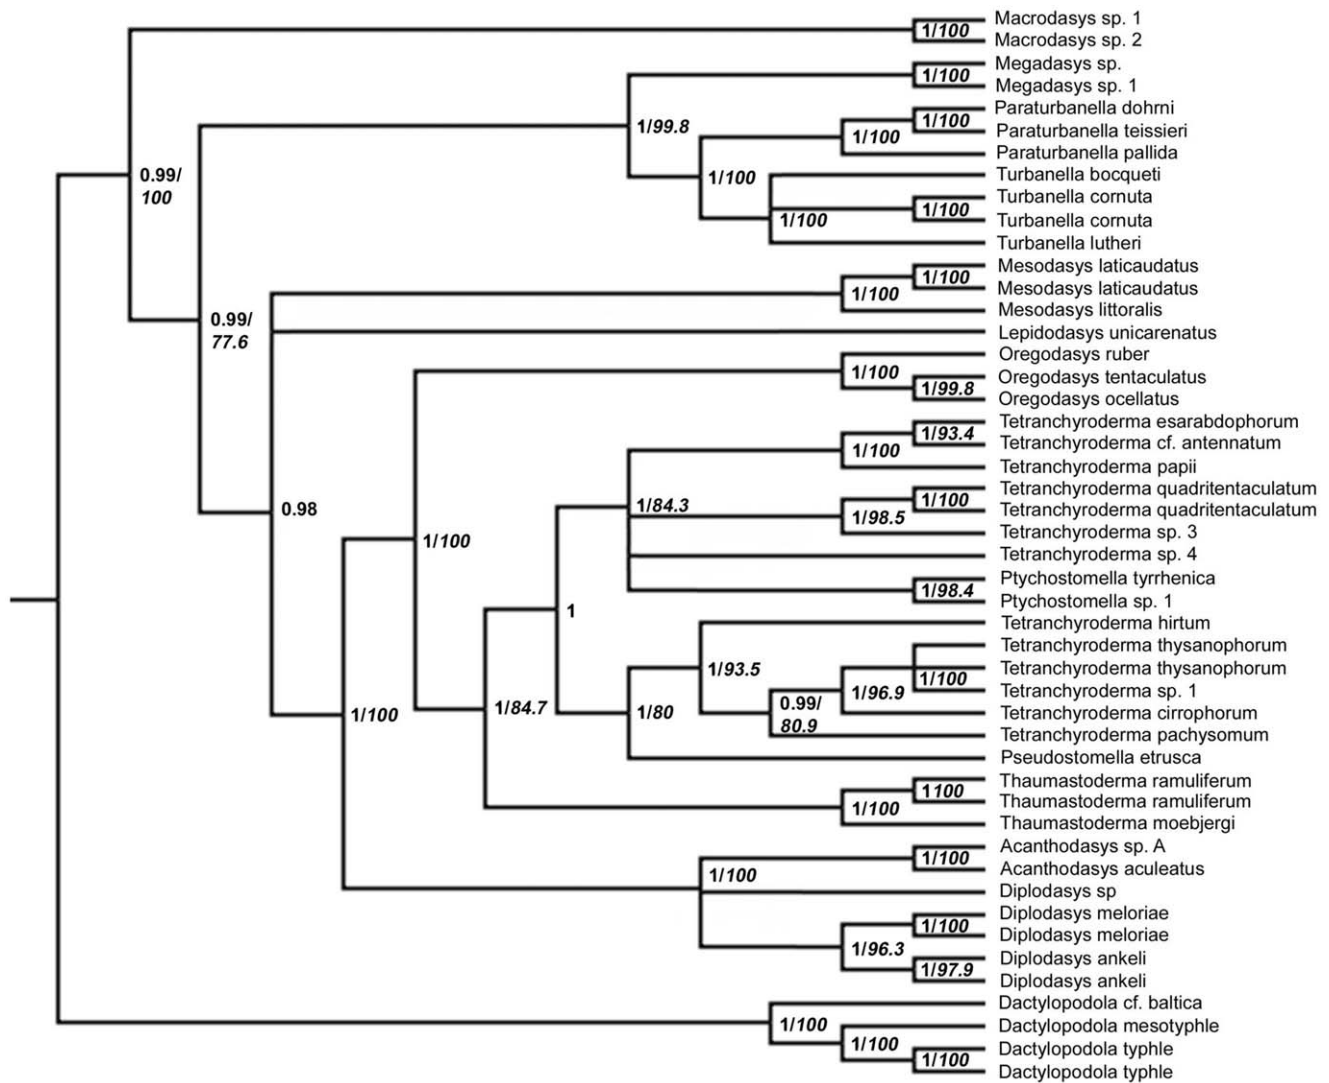 Macrodasys sp. 1
1/100
Macrodasys sp. 2
Megadasys sp.
1/100
Megadasys sp. 1
Paraturbanella dohrni
1/100
1/99.8
Paraturbanella teissieri
1/100
Paraturbanella pallida
0.99/
100
1/100
Turbanella bocqueti
Turbanella cornuta
1/100
1/100
Turbanella cornuta
Turbanella lutheri
Mesodasys laticaudatus
1/100
Mesodasys laticaudatus
1/100
Mesodasys littoralis
0.99/
77.6
Lepidodasys unicarenatus
Oregodasys ruber
1/100
Oregodasys tentaculatus
1/99.8
Oregodasys ocellatus
Tetranchyroderma esarabdophorum
1/93.4
Tetranchyroderma cf. antennatum
1/100
Tetranchyroderma papii
Tetranchyroderma quadritentaculatum
1/100
1/84.3
0.98
Tetranchyroderma quadritentaculatum
1/98.5
Tetranchyroderma sp. 3
1/100
Tetranchyroderma sp. 4
Ptychostomella tyrrhenica
1/98.4
Ptychostomella sp. 1
1
Tetranchyroderma hirtum
Tetranchyroderma thysanophorum
1/93.5
Tetranchyroderma thysanophorum
1/100
Tetranchyroderma sp. 1
1/96.9
0.99/
80.9
1/100
1/84.7
1/80
Tetranchyroderma cirrophorum
Tetranchyroderma pachysomum
Pseudostomella etrusca
Thaumastoderma ramuliferum
1100
Thaumastoderma ramuliferum
1/100
Thaumastoderma moebjergi
Acanthodasys sp. A
1/100
Acanthodasys aculeatus
1/100
Diplodasys sp
Diplodasys meloriae
1/100
Diplodasys meloriae
1/96.3
Diplodasys ankeli
1/97.9
Diplodasys ankeli
Dactylopodola cf. baltica
1/100
Dactylopodola mesotyphle
1/100
Dactylopodola typhle
1/100
Dactylopodola typhle